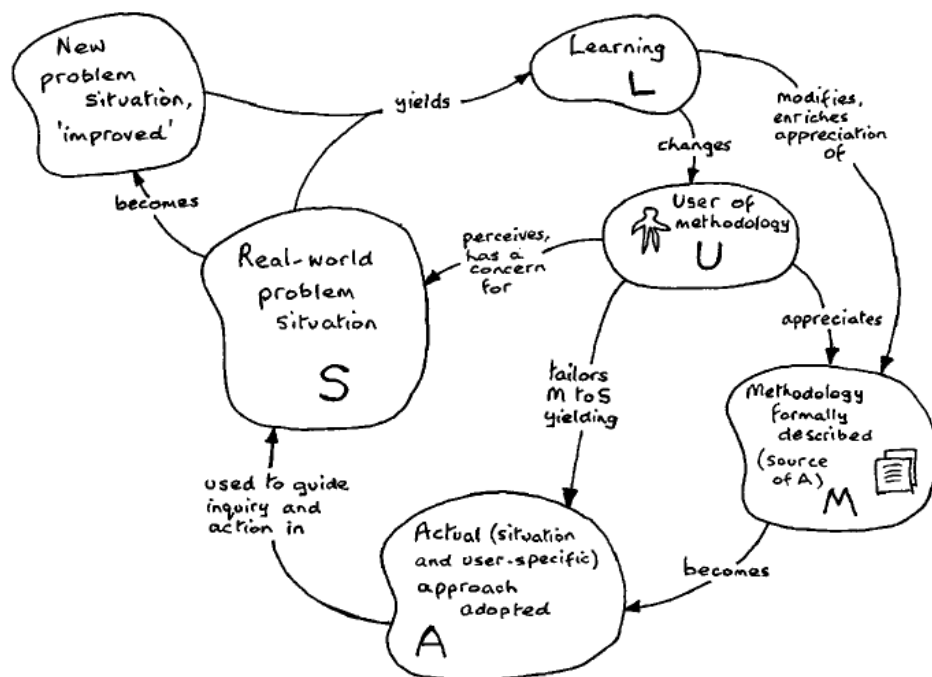 New
problem
situation,
'improved'
yields
Learning
L
modifies,
enriches
appreciation
of
changes
becomes
User of
methodology
U
perceives,
has a
concern
for
Real-world
problem
situation
S
appreciates
tailors
M to S
yielding
Methodology
formally
described
(source
of A)
M
used to guide
inquiry and
action in
Actual (situation
and user-specific)
approach
adopted
A
becomes